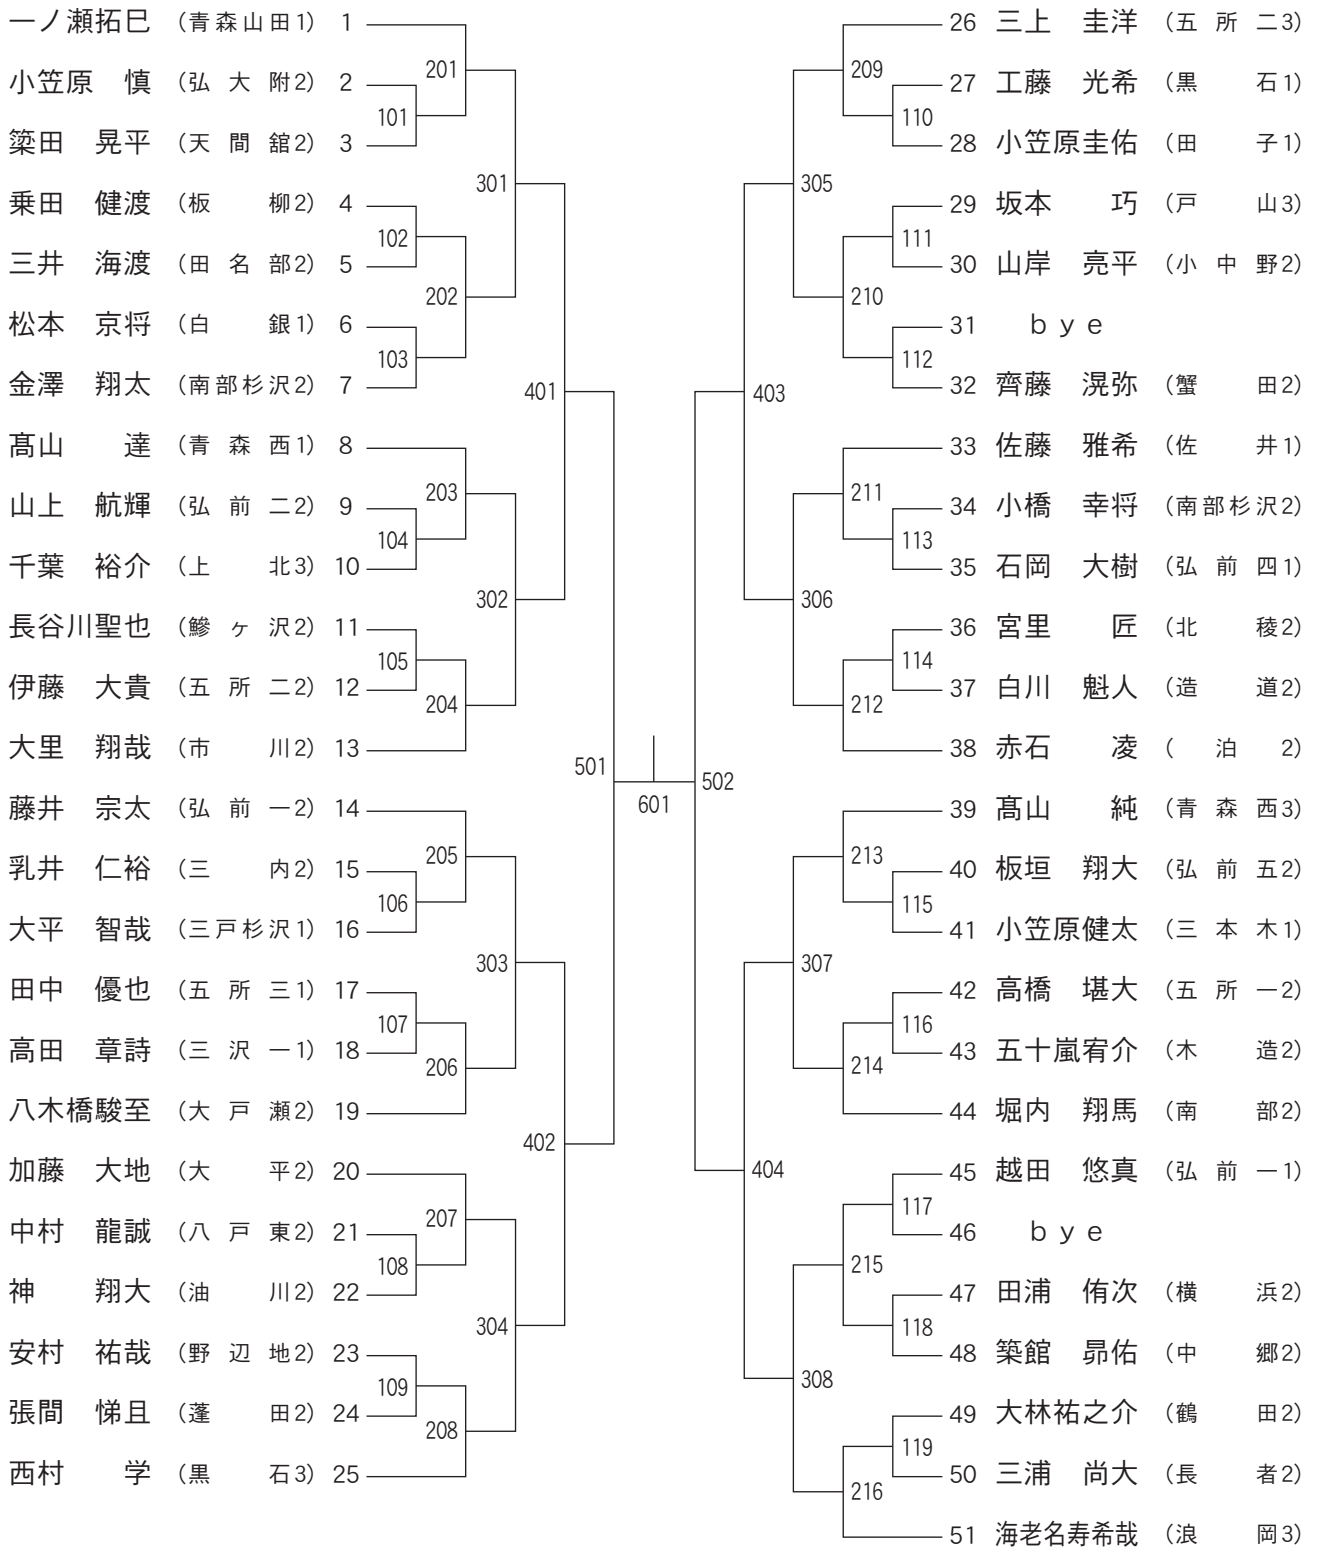 一ノ瀬拓巳 （青森山田1） 1
小笠原　慎 （弘大附2） 2
簗田　晃平 （天間舘2） 3
乗田　健渡 （板柳2） 4
三井　海渡 （田名部2） 5
松本　京将 （白銀1） 6
金澤　翔太 （南部杉沢2） 7
髙山　達 （青森西1） 8
山上　航輝 （弘前二2） 9
千葉　裕介 （上北3） 10
長谷川聖也 （鰺ヶ沢2） 11
伊藤　大貴 （五所二2） 12
大里　翔哉 （市川2） 13
藤井　宗太 （弘前一2） 14
乳井　仁裕 （三内2） 15
大平　智哉 （三戸杉沢1） 16
田中　優也 （五所三1） 17
高田　章詩 （三沢一1） 18
八木橋駿至 （大戸瀬2） 19
加藤　大地 （大平2） 20
中村　龍誠 （八戸東2） 21
神　翔大 （油川2） 22
安村　祐哉 （野辺地2） 23
張間　悌且 （蓬田2） 24
西村　学 （黒石3） 25
101
102
103
104
105
106
107
108
109
201
202
203
204
205
206
207
208
301
302
303
304
401
402
501
601
502
403
404
305
306
307
308
209
210
211
212
213
214
215
216
110
111
112
113
114
115
116
117
118
119
26 三上　圭洋 （五所二3）
27 工藤　光希 （黒石1）
28 小笠原圭佑 （田子1）
29 坂本　巧 （戸山3）
30 山岸　亮平 （小中野2）
31 ｂｙｅ
32 齊藤　滉弥 （蟹田2）
33 佐藤　雅希 （佐井1）
34 小橋　幸将 （南部杉沢2）
35 石岡　大樹 （弘前四1）
36 宮里　匠 （北稜2）
37 白川　魁人 （造道2）
38 赤石　凌 （泊2）
39 髙山　純 （青森西3）
40 板垣　翔大 （弘前五2）
41 小笠原健太 （三本木1）
42 高橋　堪大 （五所一2）
43 五十嵐宥介 （木造2）
44 堀内　翔馬 （南部2）
45 越田　悠真 （弘前一1）
46 ｂｙｅ
47 田浦　侑次 （横浜2）
48 築館　昴佑 （中郷2）
49 大林祐之介 （鶴田2）
50 三浦　尚大 （長者2）
51 海老名寿希哉 （浪岡3）